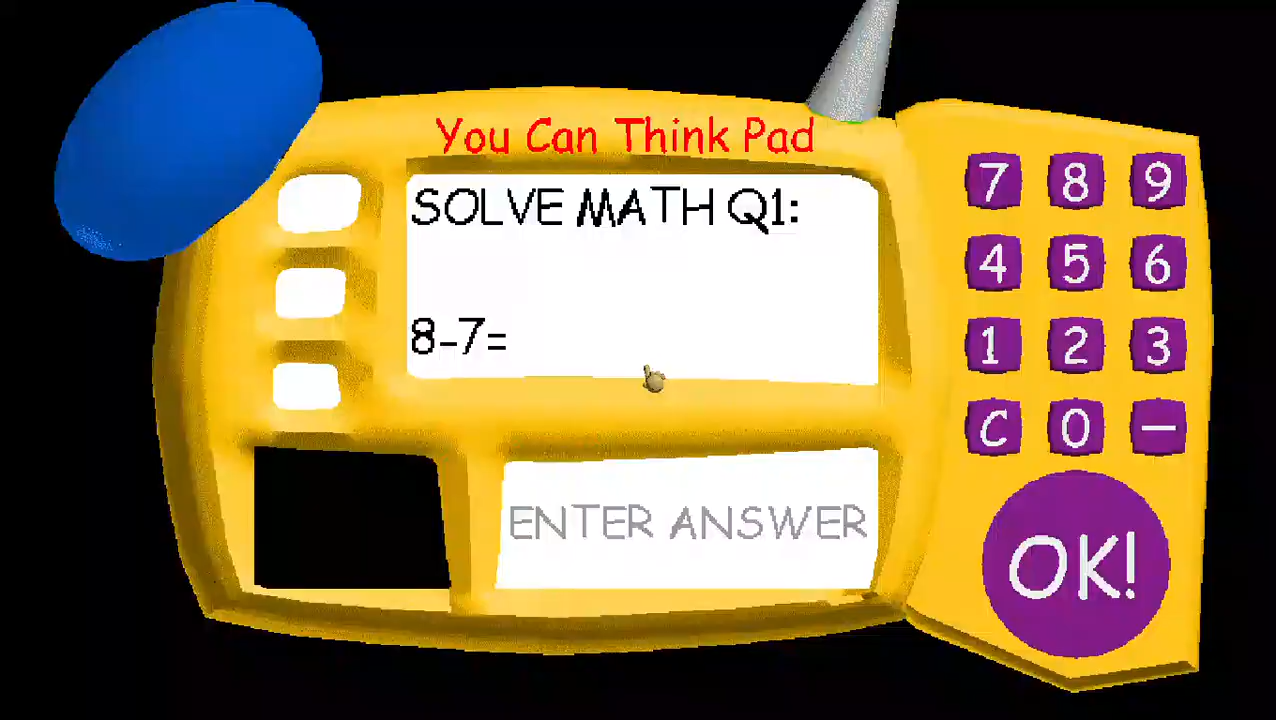 You Can Think Pad
SOLVE MATH Q1:
8-7=
ENTER ANSWER
7 8 9
4 5 6
1 2 3
C 0 –
OK!